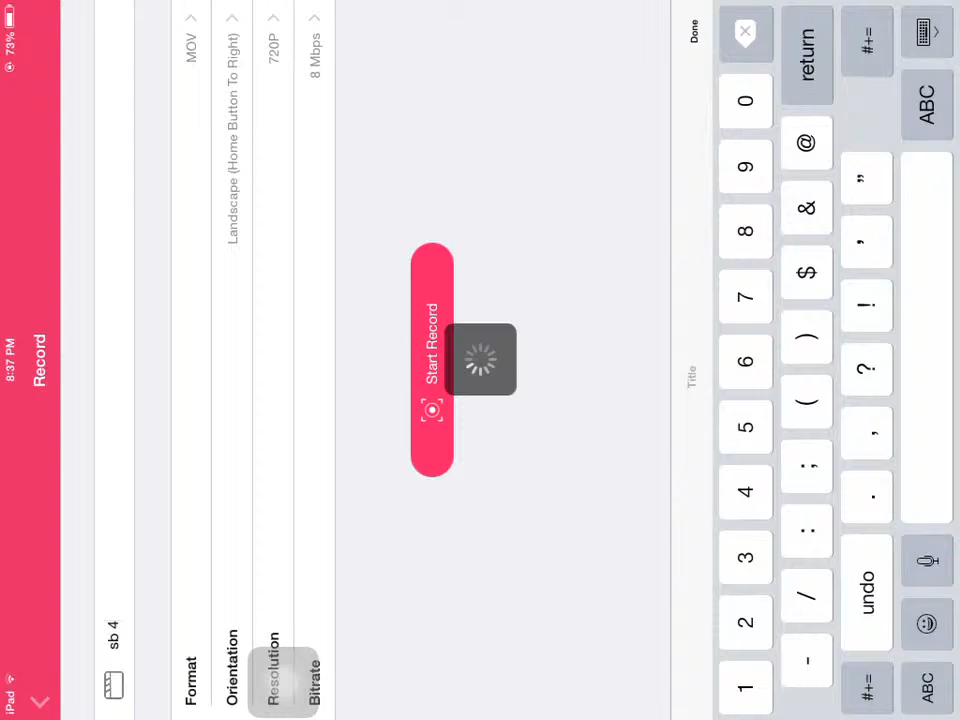 iPad 8:37 PM 73%
Record
sb 4
Format MOV
Orientation Landscape (Home Button To Right)
Resolution 720P
Bitrate 8 Mbps
Start Record
Title Done
1 2 3 4 5 6 7 8 9 0
- / : ; ( ) $ & @ return
#+= undo . , ? ! ' " #+=
ABC ABC